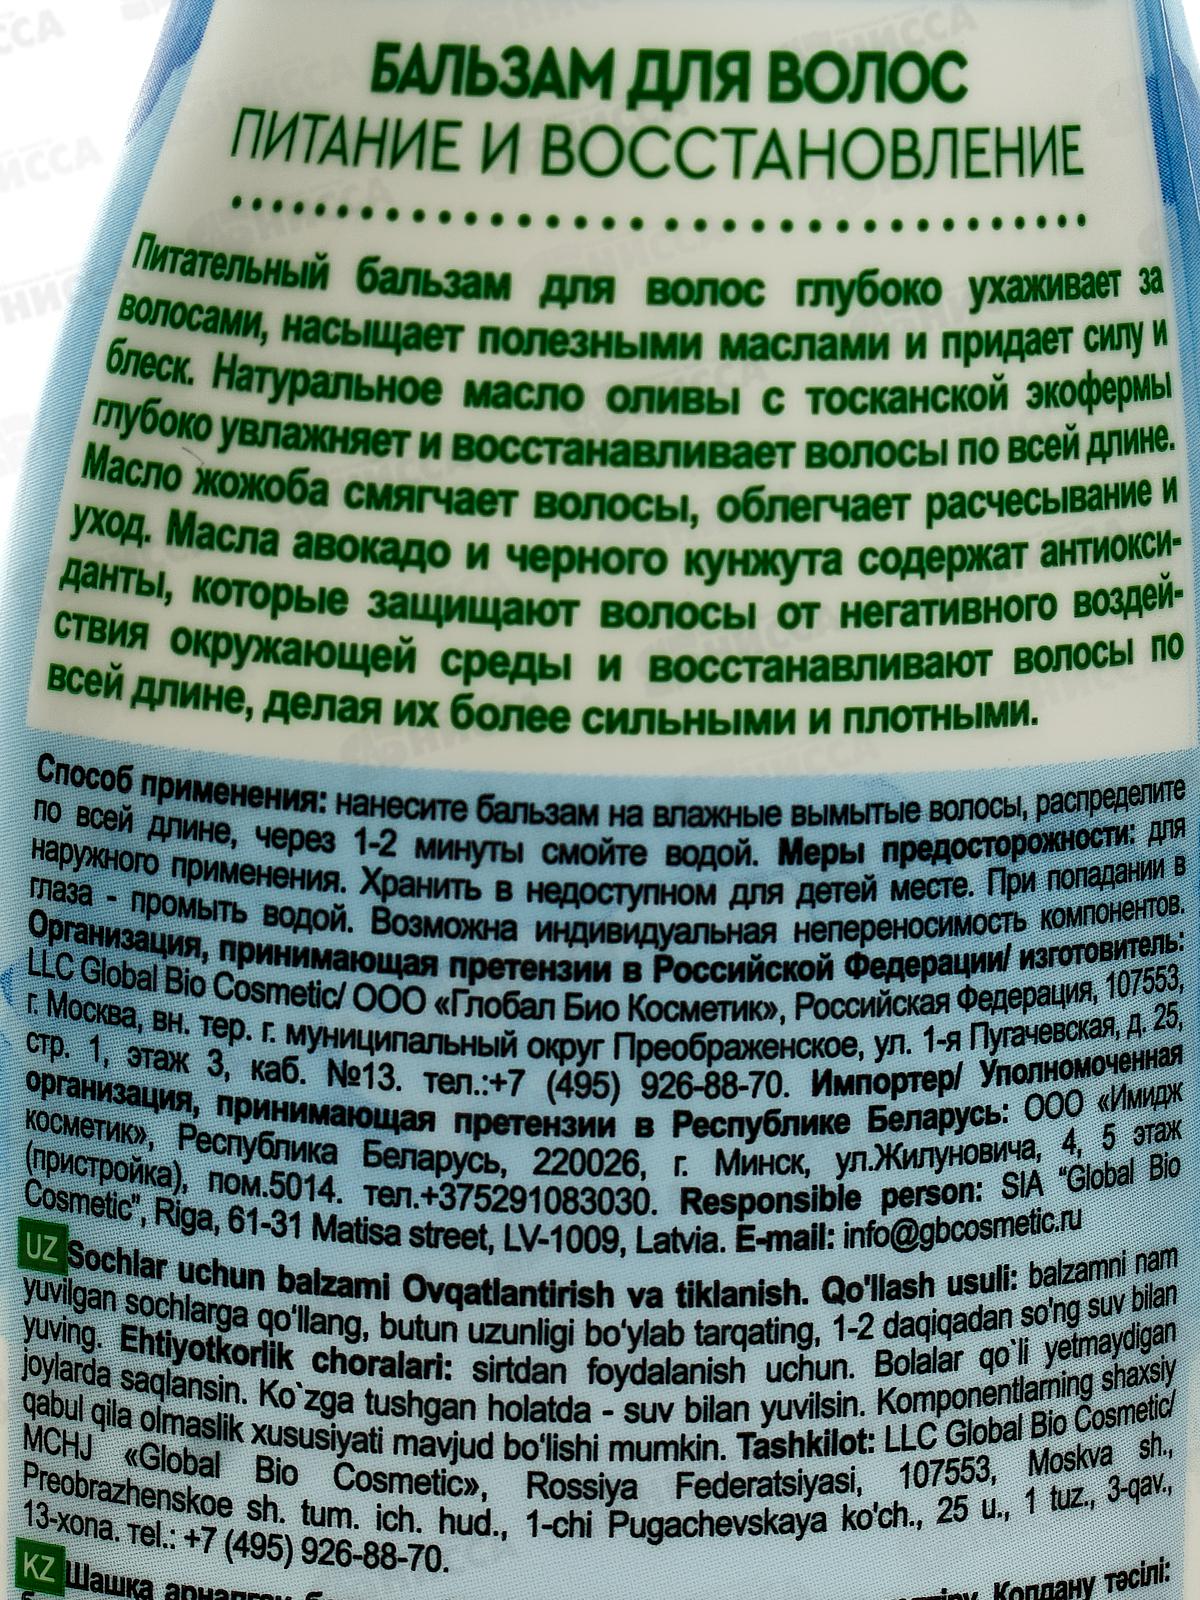 БАЛЬЗАМ ДЛЯ ВОЛОС
ПИТАНИЕ И ВОССТАНОВЛЕНИЕ
Питательный бальзам для волос глубоко ухаживает за
волосами, насыщает полезными маслами и придает силу и
блеск. Натуральное масло оливы с тосканской экофермы
глубоко увлажняет и восстанавливает волосы по всей длине.
Масло жожоба смягчает волосы, облегчает расчесывание и
уход. Масла авокадо и черного кунжута содержат антиокси-
данты, которые защищают волосы от негативного воздей-
ствия окружающей среды и восстанавливают волосы по
всей длине, делая их более сильными и плотными.
Способ применения: нанесите бальзам на влажные вымытые волосы, распределите
по всей длине, через 1-2 минуты смойте водой. Меры предосторожности: для
наружного применения. Хранить в недоступном для детей месте. При попадании в
глаза - промыть водой. Возможна индивидуальная непереносимость компонентов.
Организация, принимающая претензии в Российской Федерации/ изготовитель:
LLC Global Bio Cosmetic/ ООО «Глобал Био Косметик», Российская Федерация, 107553,
г. Москва, вн. тер. г. муниципальный округ Преображенское, ул. 1-я Пугачевская, д. 25,
стр. 1, этаж 3, каб. №13. тел.:+7 (495) 926-88-70. Импортер/ Уполномоченная
организация, принимающая претензии в Республике Беларусь: ООО «Имидж
косметик», Республика Беларусь, 220026, г. Минск, ул.Жилуновича, 4, 5 этаж
(пристройка), пом.5014. тел.+375291083030. Responsible person: SIA "Global Bio
Cosmetic", Riga, 61-31 Matisa street, LV-1009, Latvia. E-mail: info@gbcosmetic.ru
UZ Sochlar uchun balzami Ovqatlantirish va tiklanish. Qo'llash usuli: balzamni nam
yuvilgan sochlarga qo‘llang, butun uzunligi bo‘ylab tarqating, 1-2 daqiqadan so'ng suv bilan
yuving. Ehtiyotkorlik choralari: sirtdan foydalanish uchun. Bolalar qo`li yetmaydigan
joylarda saqlansin. Ko`zga tushgan holatda - suv bilan yuvilsin. Komponentlarning shaxsiy
qabul qila olmaslik xususiyati mavjud bo‘lishi mumkin. Tashkilot: LLC Global Bio Cosmetic/
MCHJ «Global Bio Cosmetic», Rossiya Federatsiyasi, 107553, Moskva sh.,
Preobrazhenskoe sh. tum. ich. hud., 1-chi Pugachevskaya ko'ch., 25 u., 1 tuz., 3-qav.,
13-xona. тел.: +7 (495) 926-88-70.
KZ Шашқа арналған Қолдану тәсілі: